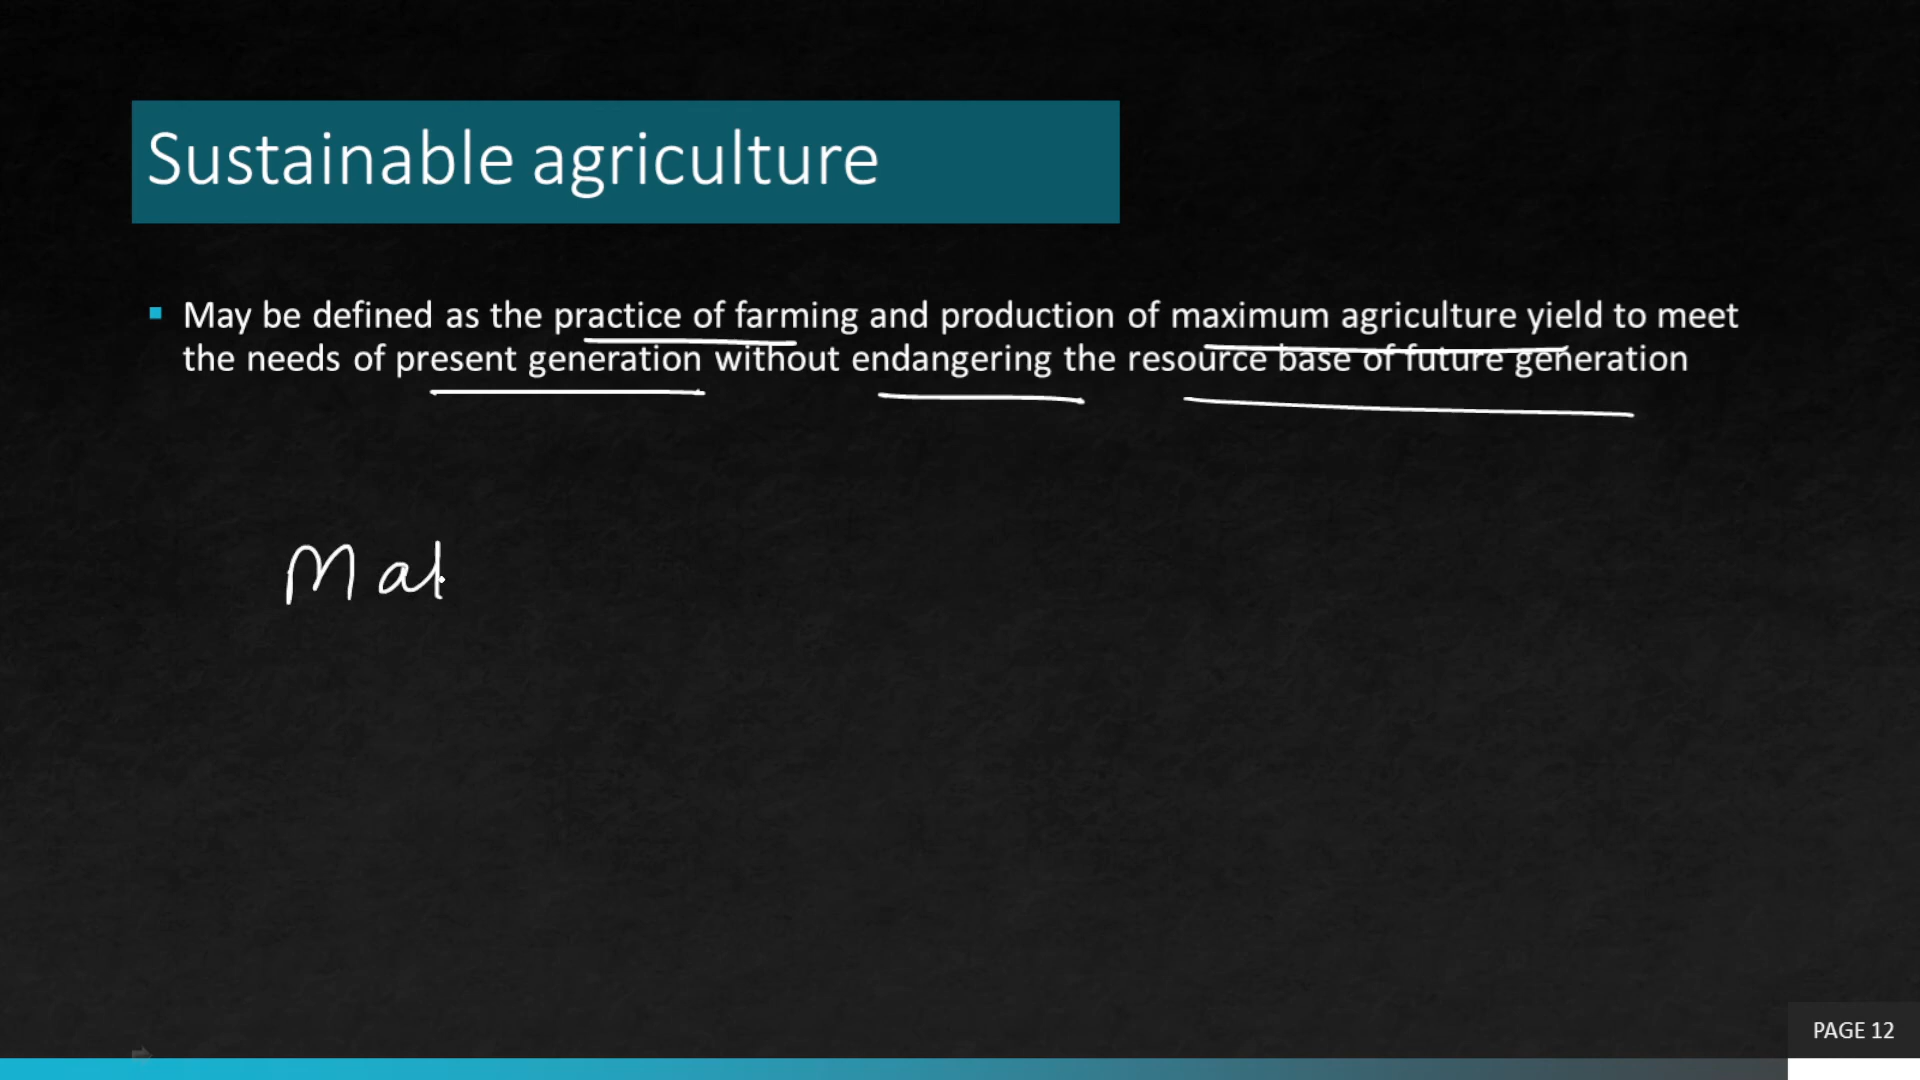 Sustainable agriculture
▪ May be defined as the practice of farming and production of maximum agriculture yield to meet
the needs of present generation without endangering the resource base of future generation
Mal
PAGE 12